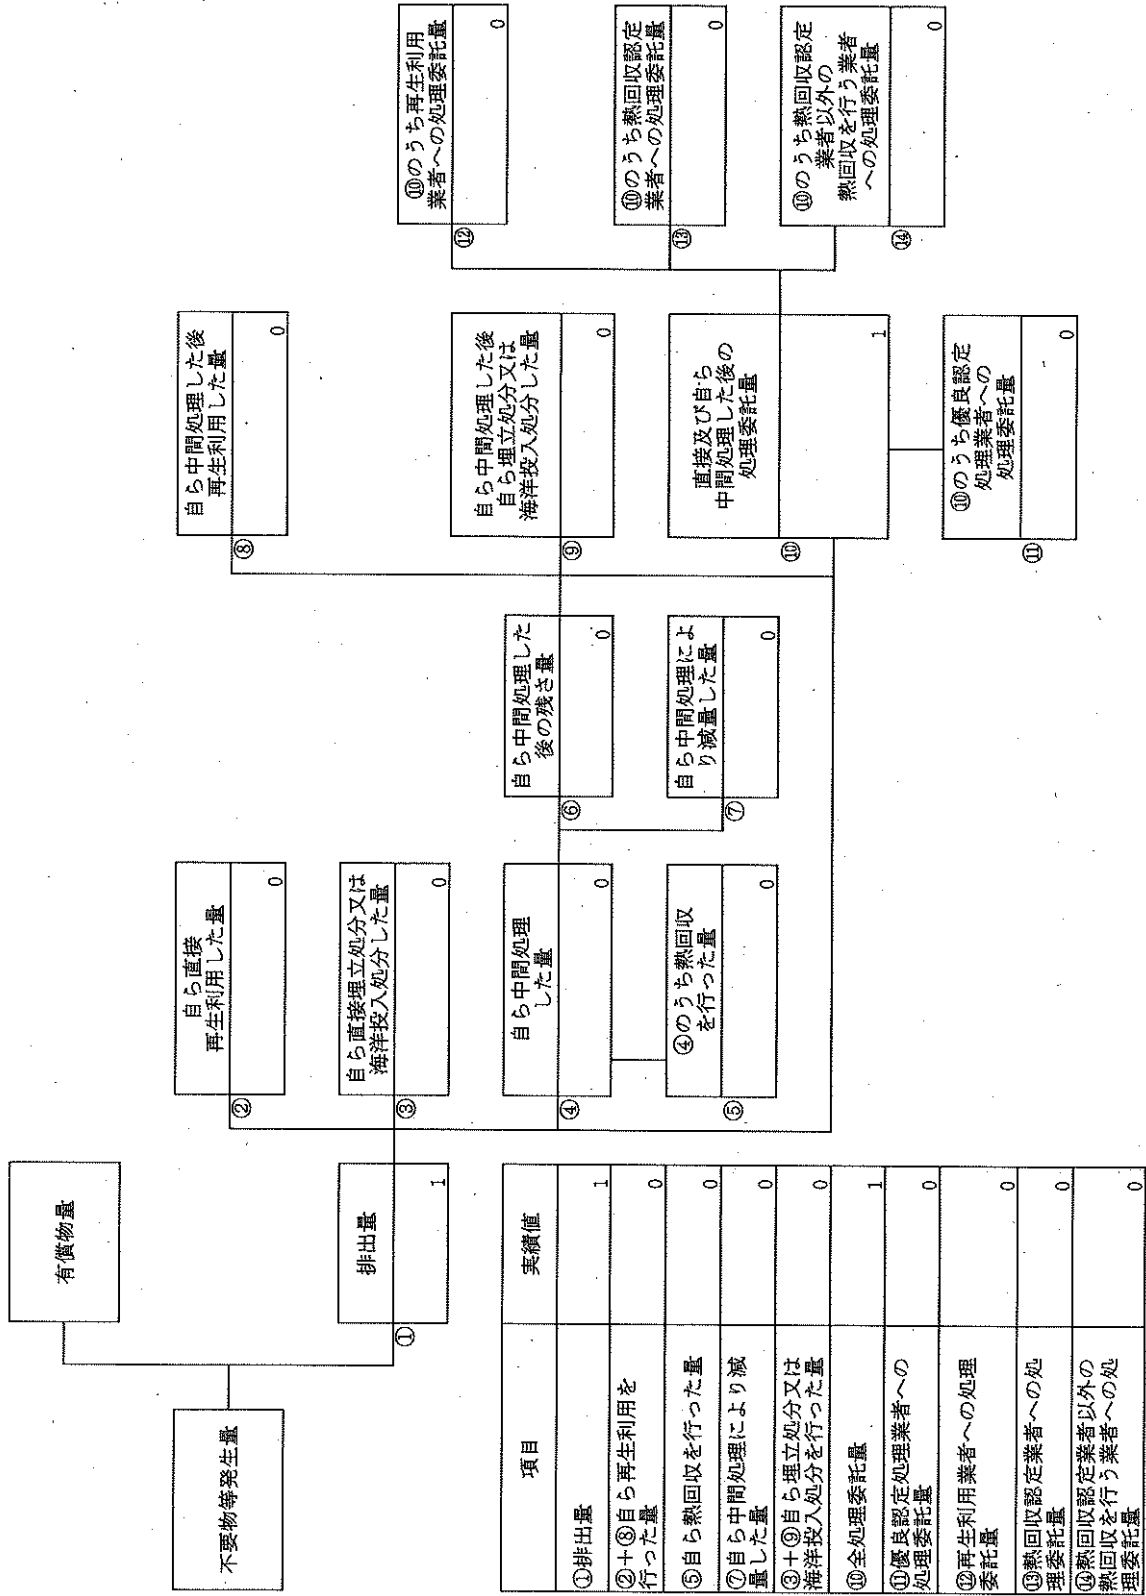 有償物量
不要物等発生量
排出量
①
1
自ら直接
再生利用した量
②
0
自ら直接埋立処分又は
海洋投入処分した量
③
0
自ら中間処理
した量
④
0
④のうち熱回収
を行った量
⑤
0
自ら中間処理した
後の残さ量
⑥
0
自ら中間処理によ
り減量した量
⑦
0
自ら中間処理した後
再生利用した量
⑧
0
自ら中間処理した後
自ら埋立処分又は
海洋投入処分した量
⑨
0
直接及び自ら
中間処理した後の
処理委託量
⑩
1
⑩のうち優良認定
処理業者への
処理委託量
⑪
0
⑩のうち再生利用
業者への処理委託量
⑫
0
⑩のうち熱回収認定
業者への処理委託量
⑬
0
⑩のうち熱回収認定
業者以外の
熱回収を行う業者
への処理委託量
⑭
0
項目 実績値
①排出量 1
②+⑧自ら再生利用を
行った量 0
⑤自ら熱回収を行った量 0
⑦自ら中間処理により減
量した量 0
③+⑨自ら埋立処分又は
海洋投入処分を行った量 0
⑩全処理委託量 1
⑪優良認定処理業者への
処理委託量 0
⑫再生利用業者への処理
委託量 0
⑬熱回収認定業者への処
理委託量 0
⑭熱回収認定業者以外の
熱回収を行う業者への処
理委託量 0